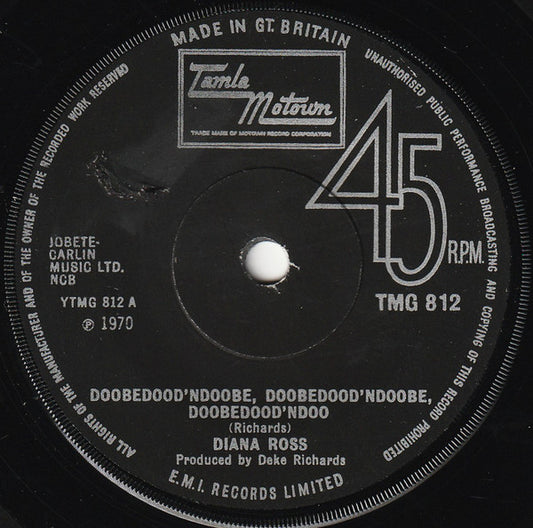 MADE IN GT. BRITAIN
UNAUTHORISED PUBLIC PERFORMANCE BROADCASTING AND COPYING OF THIS RECORD PROHIBITED
ALL RIGHTS OF THE MANUFACTURER AND OF THE OWNER OF THE RECORDED WORK RESERVED
Tamla
Motown
TRADE MARK OF MOTOWN RECORD CORPORATION
45
R.P.M.
JOBETE-
CARLIN
MUSIC LTD.
NCB
YTMG 812 A
℗ 1970
TMG 812
DOOBEDOOD'NDOOBE, DOOBEDOOD'NDOOBE,
DOOBEDOOD'NDOO
(Richards)
DIANA ROSS
Produced by Deke Richards
E.M.I. RECORDS LIMITED